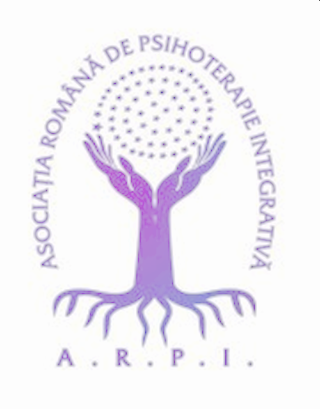 ASOCIAȚIA ROMÂNĂ DE PSIHOTERAPIE INTEGRATIVĂ
A . R . P . I .